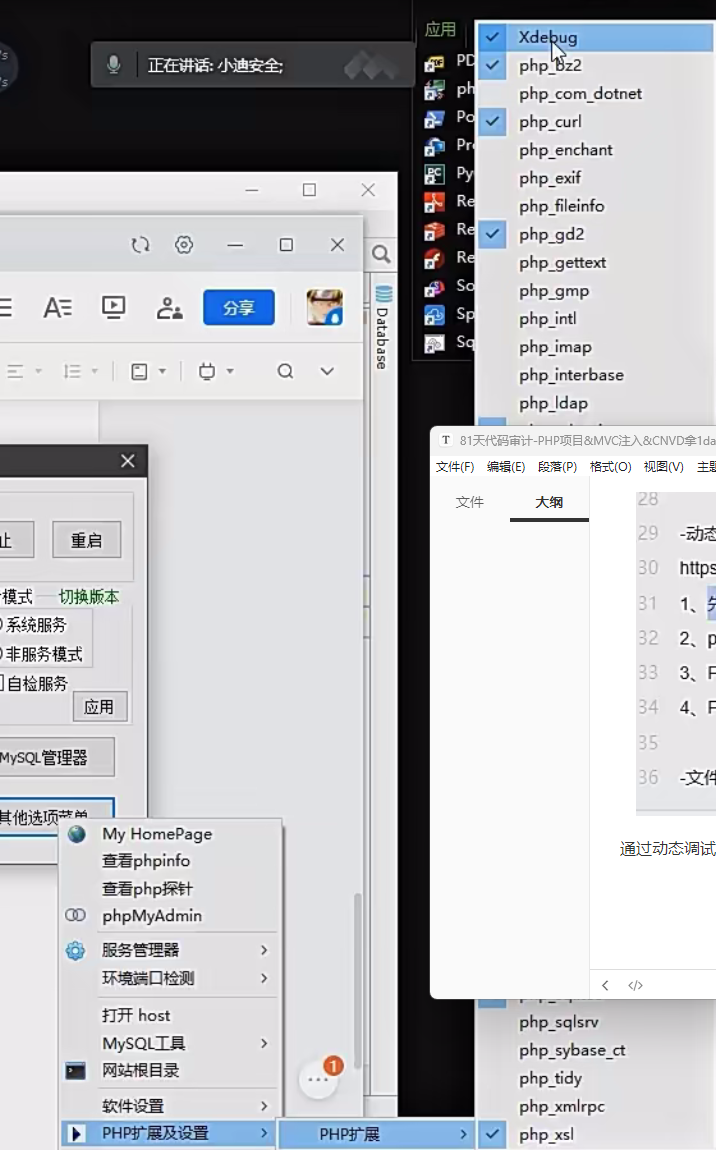 正在讲话: 小迪安全;
应用
PD
ph
Po
Pr
Py
Re
Re
Re
So
Sp
Sq
Xdebug
php_bz2
php_com_dotnet
php_curl
php_enchant
php_exif
php_fileinfo
php_gd2
php_gettext
php_gmp
php_intl
php_imap
php_interbase
php_ldap
分享
Database
止
重启
模式
切换版本
系统服务
非服务模式
自检服务
应用
MySQL管理器
其他选项菜单
My HomePage
查看phpinfo
查看php探针
phpMyAdmin
服务管理器
环境端口检测
打开 host
MySQL工具
网站根目录
软件设置
PHP扩展及设置
PHP扩展
T 81天代码审计-PHP项目&MVC注入&CNVD拿1da
文件(F) 编辑(E) 段落(P) 格式(O) 视图(V) 主题
文件 大纲
28
29 -动态
30 https
31 1、先
32 2、p
33 3、F
34 4、F
35
36 -文件
通过动态调试
</>
php_sqlsrv
php_sybase_ct
php_tidy
php_xmlrpc
php_xsl
1